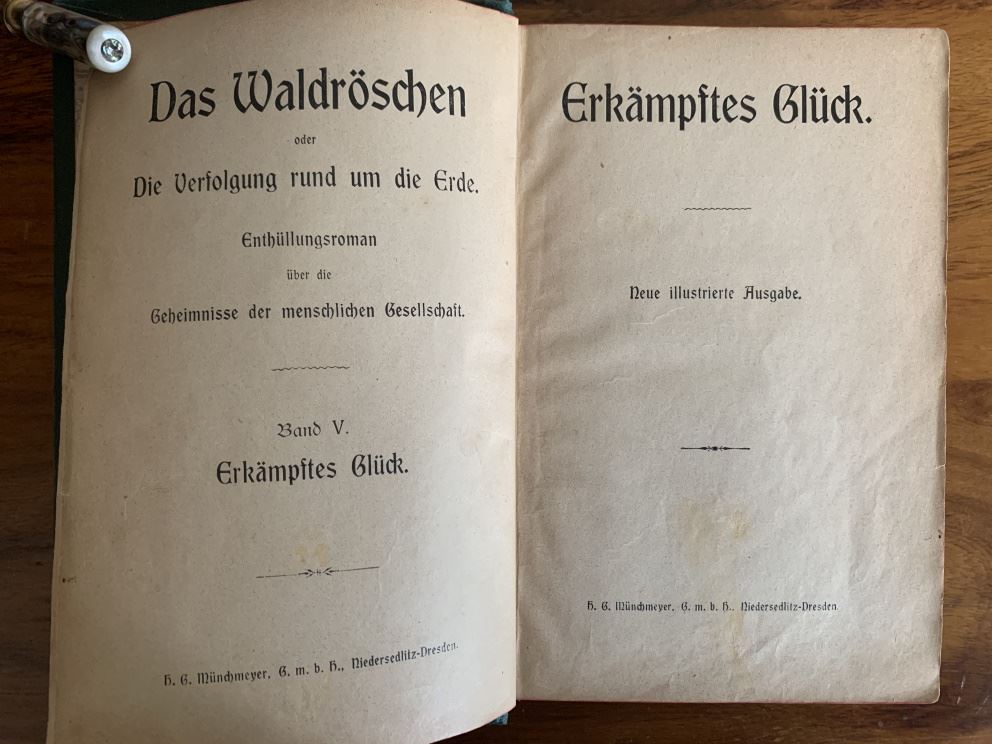 Das Waldröschen
oder
Die Verfolgung rund um die Erde.
Enthüllungsroman
über die
Geheimnisse der menschlichen Gesellschaft.
Band V.
Erkämpftes Glück.
H. G. Münchmeyer, G. m. b. H., Niedersedlitz-Dresden.
Erkämpftes Glück.
Neue illustrierte Ausgabe.
H. G. Münchmeyer, G. m. b. H., Niedersedlitz-Dresden.